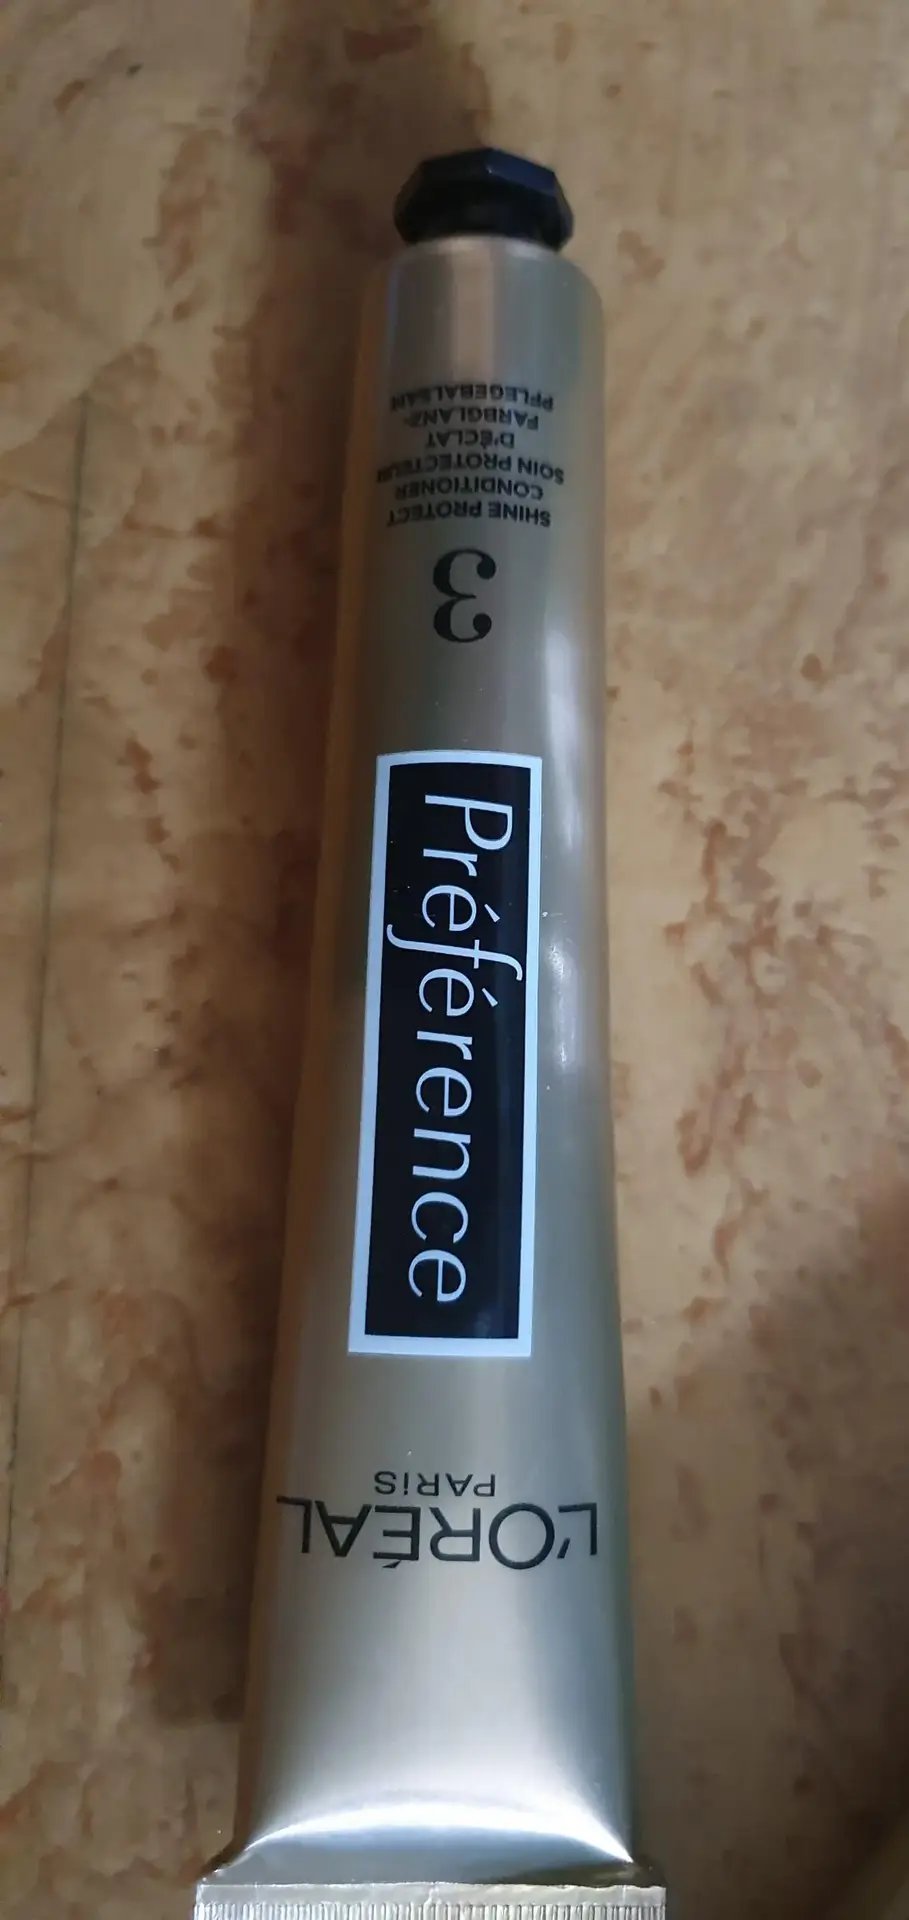 L'ORÉAL
PARIS
Préférence
3
SHINE PROTECT
CONDITIONER
SOIN PROTECTEUR
D'ÉCLAT
FARBGLANZ-
PFLEGEBALSAM